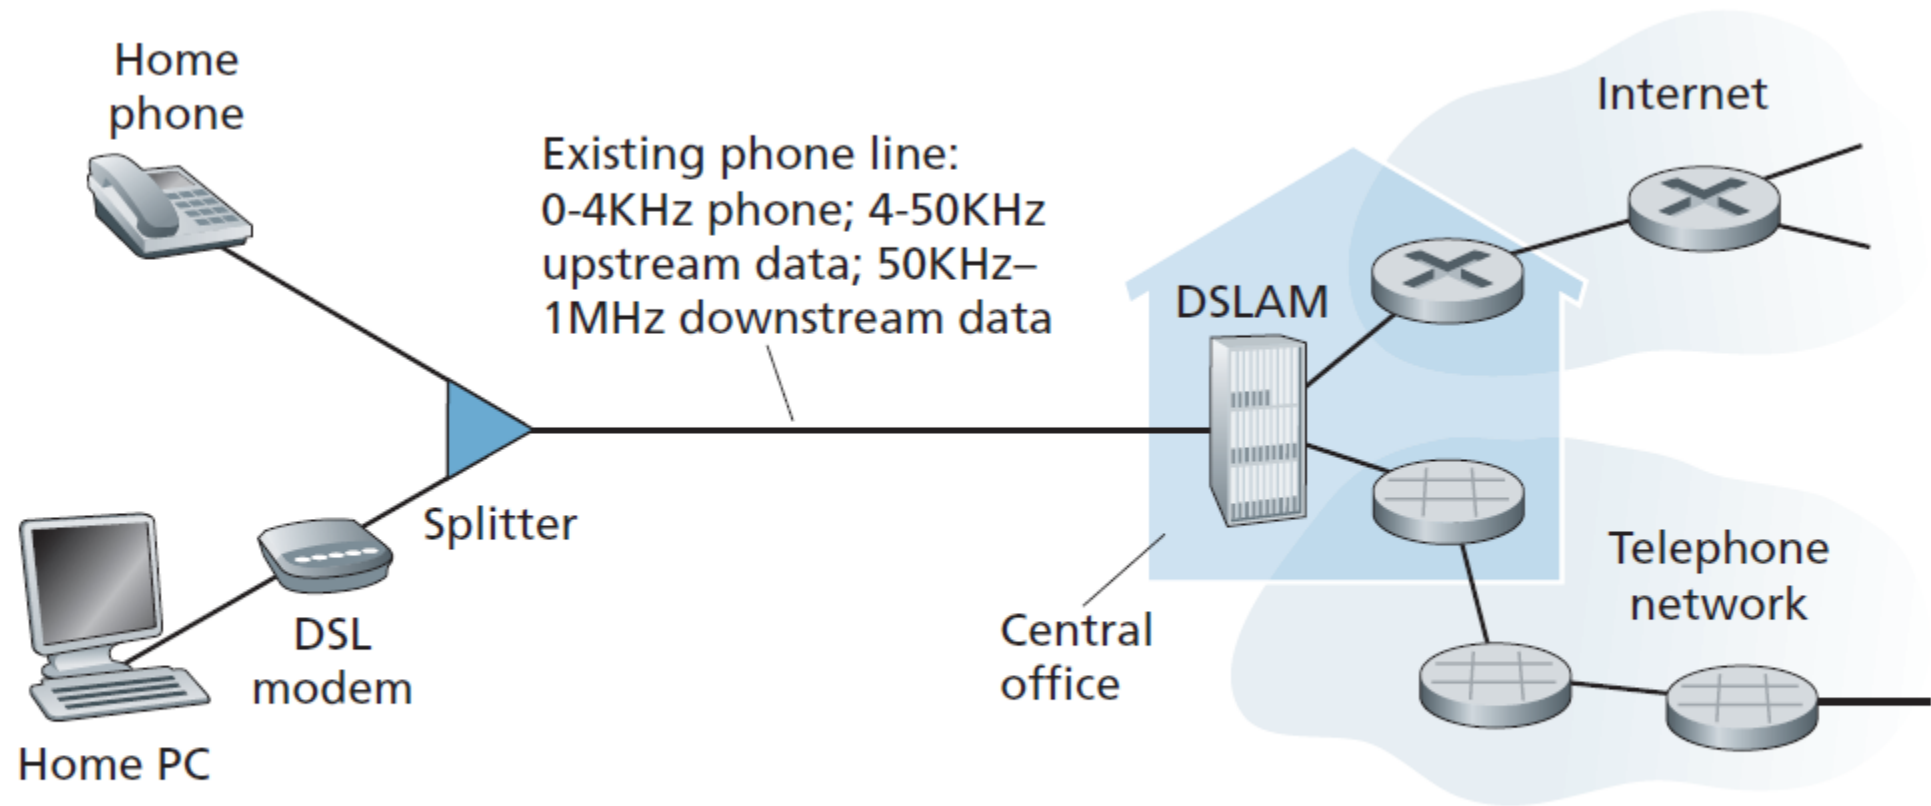 Home
phone
Existing phone line:
0-4KHz phone; 4-50KHz
upstream data; 50KHz–
1MHz downstream data
Internet
DSLAM
Splitter
DSL
modem
Home PC
Central
office
Telephone
network